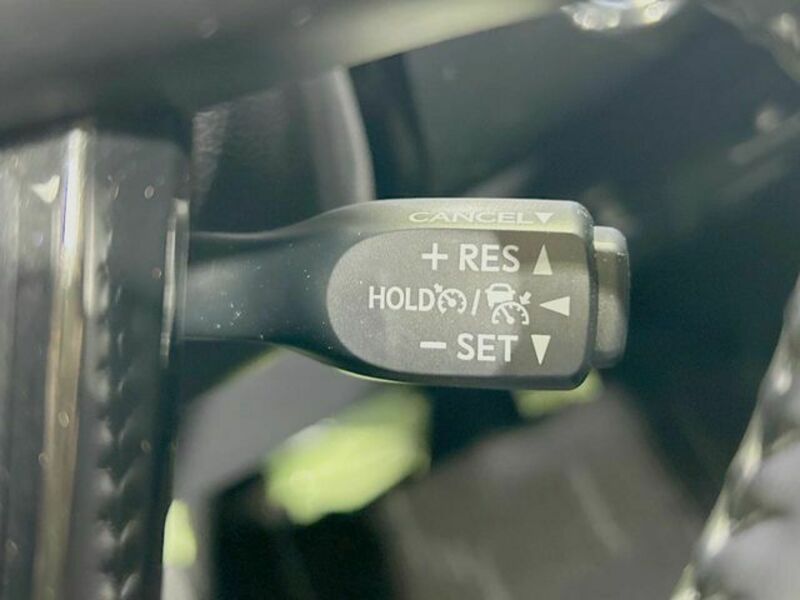 CANCEL▼
+ RES ▲
HOLD / ◀
− SET ▼